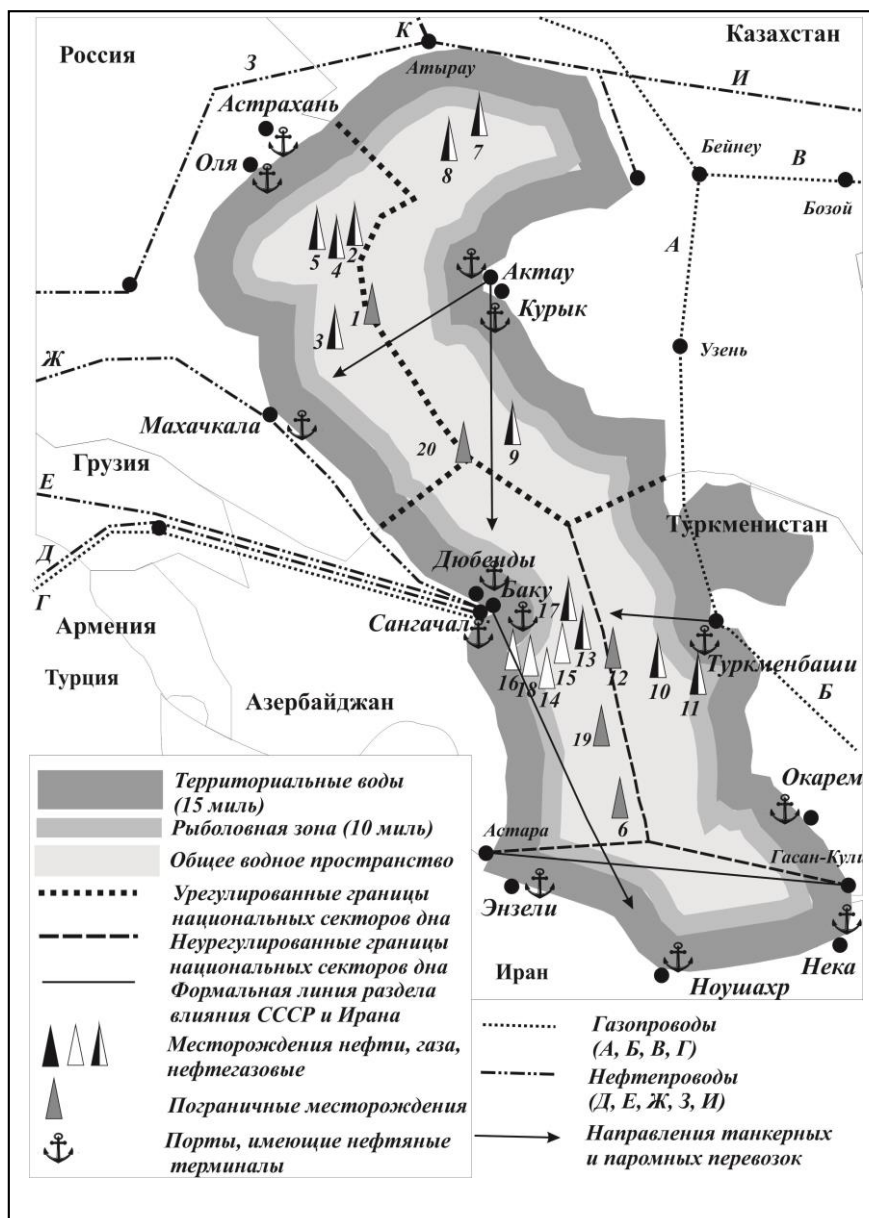 Россия
К
Казахстан
З
Атырау
И
Астрахань
Оля
7
8
Бейнеу
В
Бозой
А
5
4
2
Актау
Курык
1
3
Узень
Ж
Махачкала
20
9
Грузия
Е
Туркменистан
Д
Г
Дюбенды
Баку
Сангачал
17
Армения
Турция
Азербайджан
16
18
14
15
13
12
10
11
Туркменбаши
Б
19
6
Окарем
Астара
Гасан-Кули
Энзели
Иран
Ноушахр
Нека
Территориальные воды
(15 миль)
Рыболовная зона (10 миль)
Общее водное пространство
Урегулированные границы
национальных секторов дна
Неурегулированные границы
национальных секторов дна
Формальная линия раздела
влияния СССР и Ирана
Месторождения нефти, газа,
нефтегазовые
Пограничные месторождения
Порты, имеющие нефтяные
терминалы
Газопроводы
(А, Б, В, Г)
Нефтепроводы
(Д, Е, Ж, З, И)
Направления танкерных
и паромных перевозок